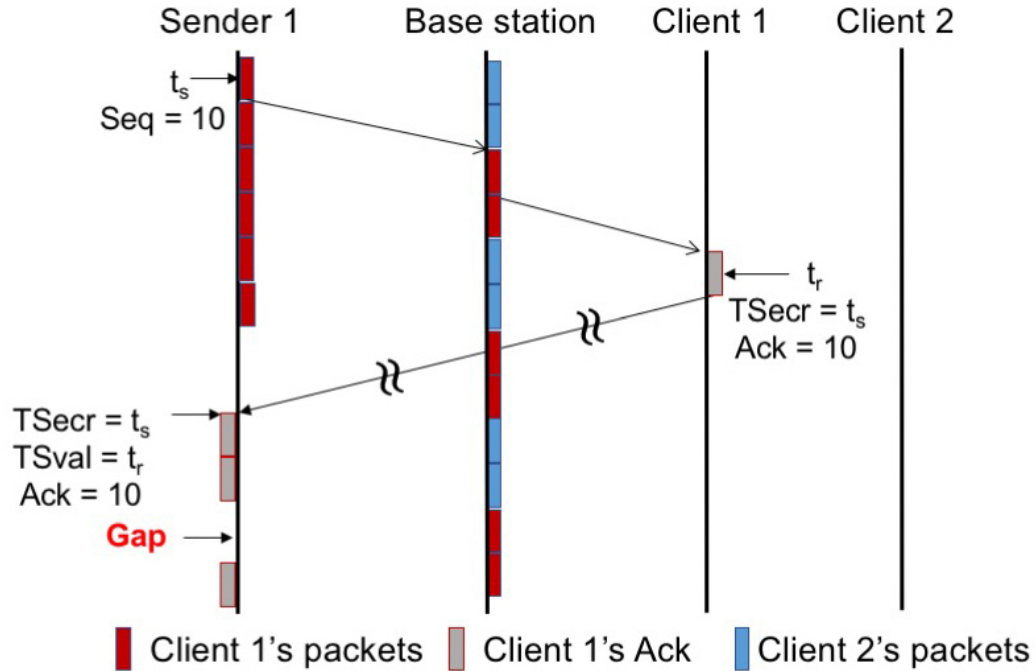 Sender 1 Base station Client 1 Client 2
tₛ
Seq = 10
tᵣ
TSecr = tₛ
Ack = 10
TSecr = tₛ
TSval = tᵣ
Ack = 10
Gap
Client 1's packets Client 1's Ack Client 2's packets